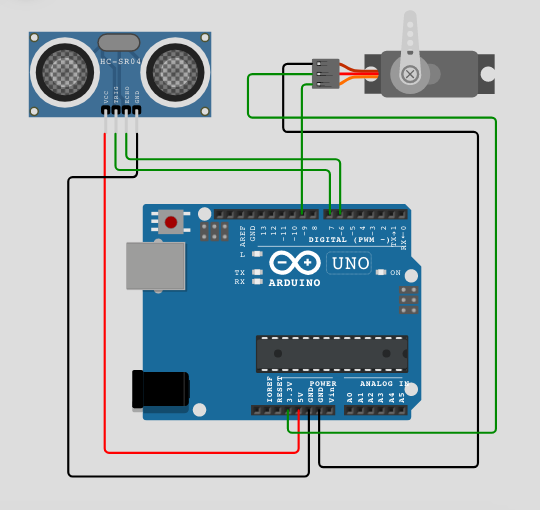 HC-SR04
VCC
TRIG
ECHO
GND
AREF
GND
13
12
~11
~10
~9
8
7
~6
~5
4
~3
2
TX→1
RX←0
DIGITAL (PWM ~)
L
TX
RX
UNO
ON
ARDUINO
POWER
ANALOG IN
IOREF
RESET
3.3V
5V
GND
GND
Vin
A0
A1
A2
A3
A4
A5